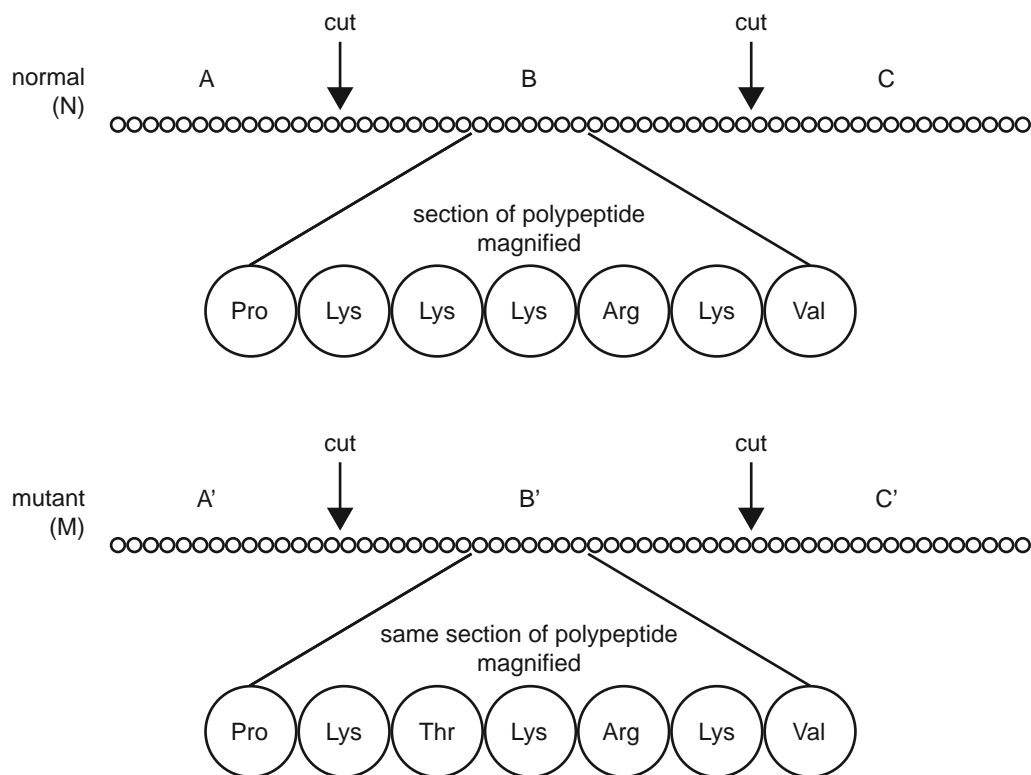 cut cut
normal
(N)
A B C
section of polypeptide
magnified
Pro Lys Lys Lys Arg Lys Val
cut cut
mutant
(M)
A' B' C'
same section of polypeptide
magnified
Pro Lys Thr Lys Arg Lys Val